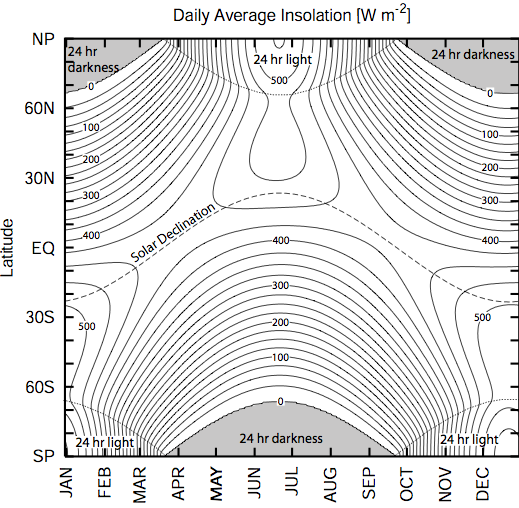 Daily Average Insolation [W m-2]
NP
24 hr
darkness
24 hr light
24 hr darkness
500
0
0
60N
100
100
200
200
30N
300
300
Solar Declination
400
400
400
EQ
Latitude
300
30S
500
200
500
100
60S
0
24 hr light
24 hr darkness
24 hr light
SP
JAN
FEB
MAR
APR
MAY
JUN
JUL
AUG
SEP
OCT
NOV
DEC